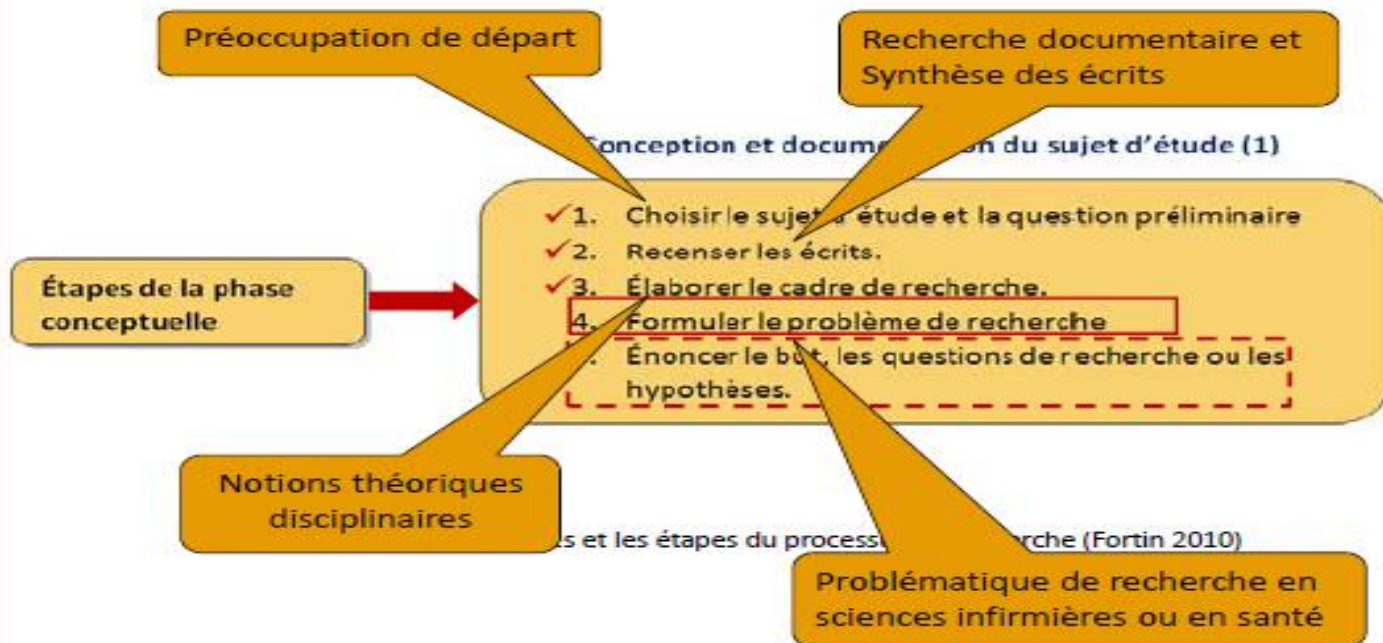 Préoccupation de départ
Recherche documentaire et
Synthèse des écrits
Conception et docume on du sujet d'étude (1)
✓1. Choisir le sujet d'étude et la question préliminaire
✓2. Recenser les écrits.
✓3. Élaborer le cadre de recherche.
4. Formuler le problème de recherche
Énoncer le but, les questions de recherche ou les
hypothèses.
Étapes de la phase
conceptuelle
Notions théoriques
disciplinaires
et les étapes du process (Fortin 2010)
Problématique de recherche en
sciences infirmières ou en santé